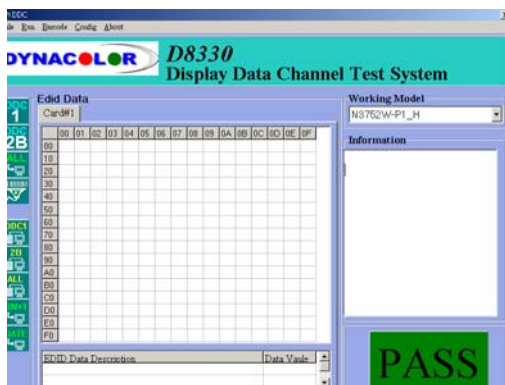 DDC
Run Barcode Config About
DYNACOLOR
D8330
Display Data Channel Test System
Edid Data
Card#1
00 01 02 03 04 05 06 07 08 09 0A 0B 0C 0D 0E 0F
00
10
20
30
40
50
60
70
80
90
A0
B0
C0
D0
E0
F0
EDID Data Description Data Vaule
Working Model
N3752W-P1_H
Information
PASS
DDC
1
DDC
2B
ALL
DDC1
2B
ALL